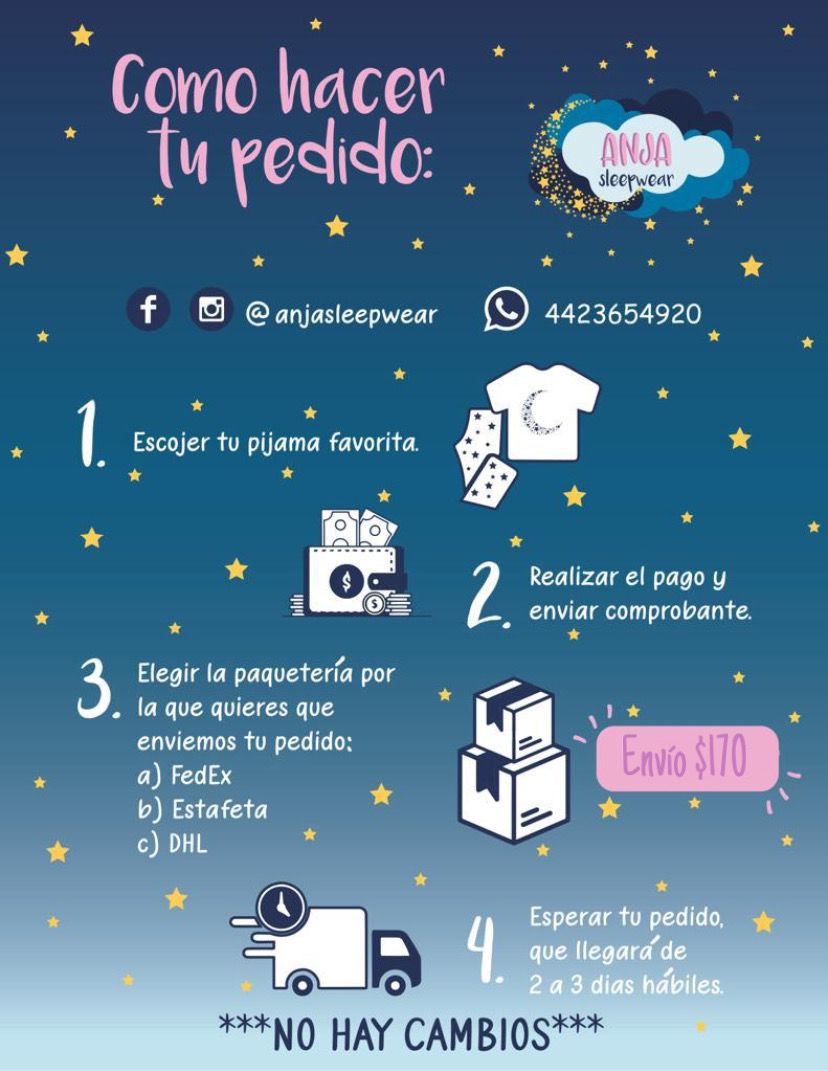 Como hacer
tu pedido:
ANJA
sleepwear
@anjasleepwear
4423654920
1. Escojer tu pijama favorita.
2. Realizar el pago y
enviar comprobante.
3. Elegir la paquetería por
la que quieres que
enviemos tu pedido:
a) FedEx
b) Estafeta
c) DHL
Envío $170
4. Esperar tu pedido,
que llegará de
2 a 3 dias hábiles.
***NO HAY CAMBIOS***